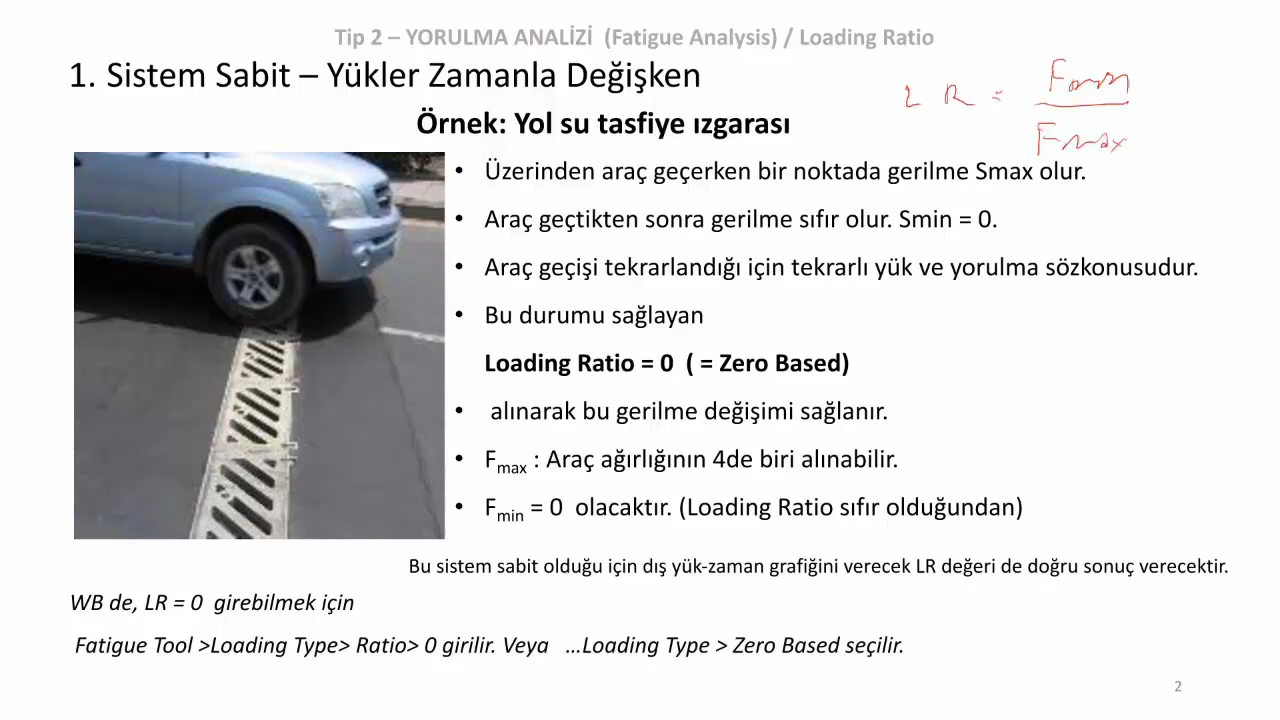 Tip 2 – YORULMA ANALİZİ (Fatigue Analysis) / Loading Ratio
1. Sistem Sabit – Yükler Zamanla Değişken
L R = Fmin
Fmax
Örnek: Yol su tasfiye ızgarası
• Üzerinden araç geçerken bir noktada gerilme Smax olur.
• Araç geçtikten sonra gerilme sıfır olur. Smin = 0.
• Araç geçişi tekrarlandığı için tekrarlı yük ve yorulma sözkonusudur.
• Bu durumu sağlayan
Loading Ratio = 0 ( = Zero Based)
• alınarak bu gerilme değişimi sağlanır.
• Fmax : Araç ağırlığının 4de biri alınabilir.
• Fmin = 0 olacaktır. (Loading Ratio sıfır olduğundan)
Bu sistem sabit olduğu için dış yük-zaman grafiğini verecek LR değeri de doğru sonuç verecektir.
WB de, LR = 0 girebilmek için
Fatigue Tool >Loading Type> Ratio> 0 girilir. Veya ...Loading Type > Zero Based seçilir.
2